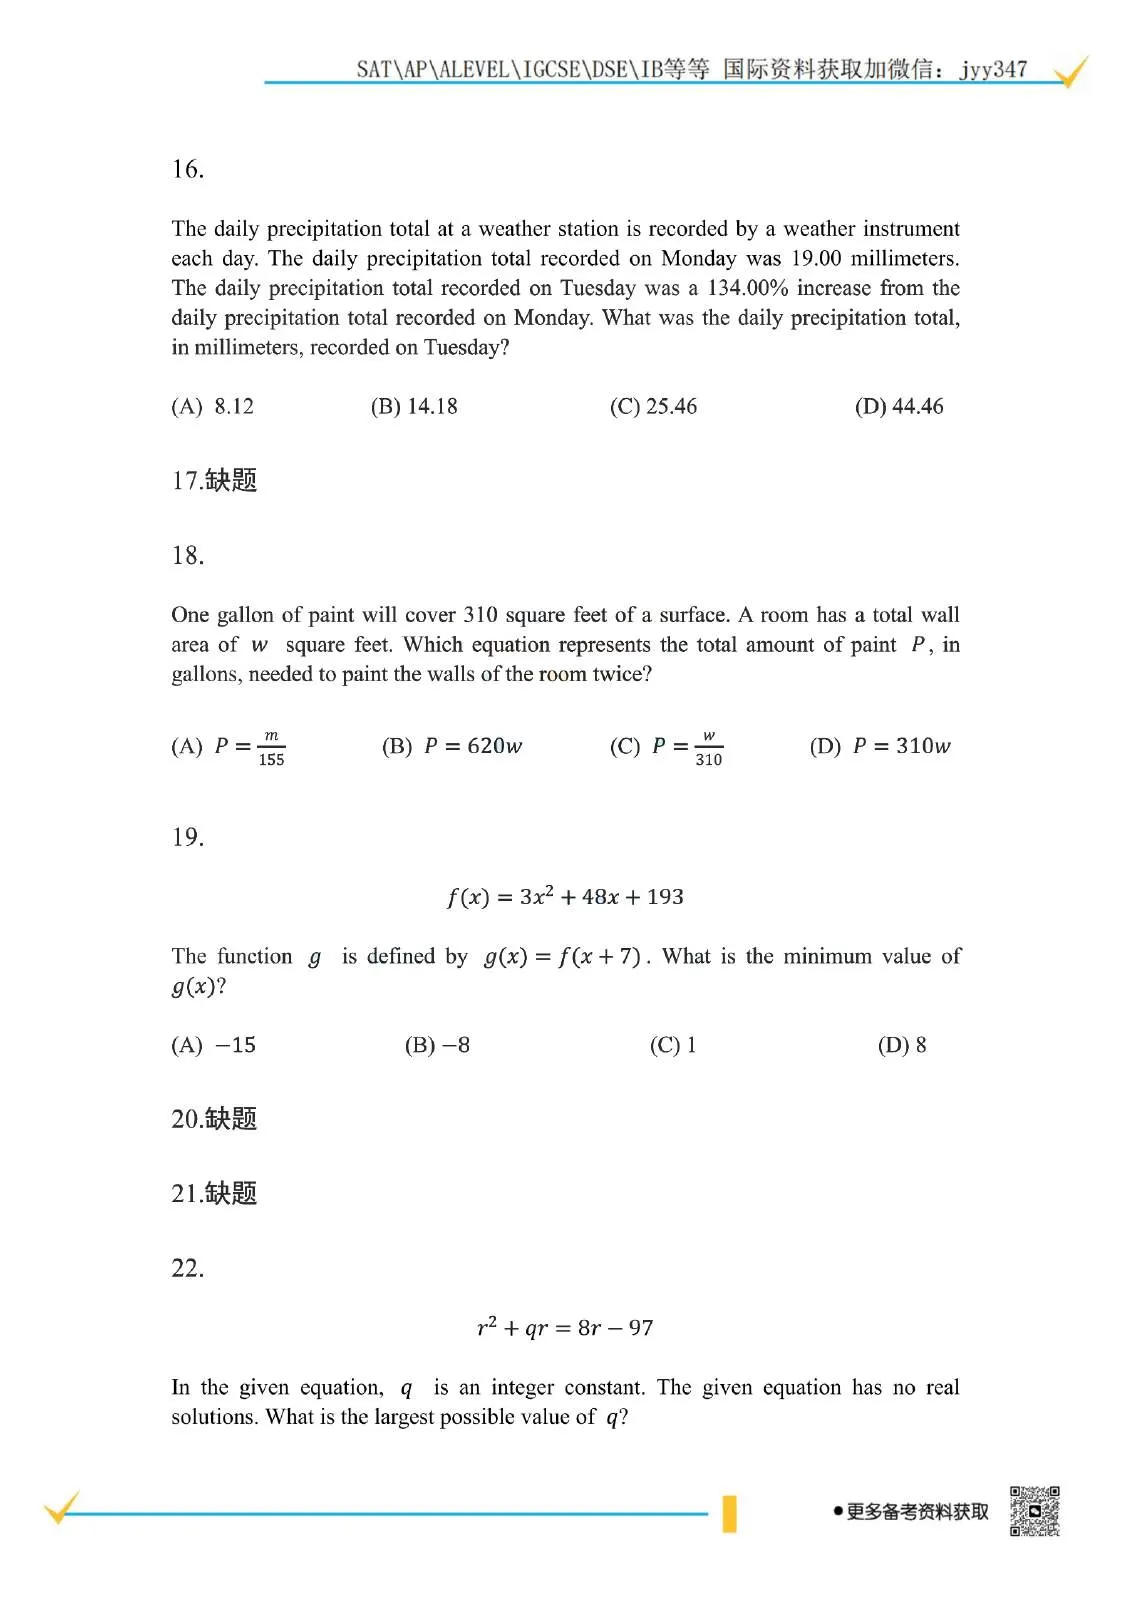 SAT\AP\ALEVEL\IGCSE\DSE\IB等等 国际资料获取加微信: jyy347
16.
The daily precipitation total at a weather station is recorded by a weather instrument
each day. The daily precipitation total recorded on Monday was 19.00 millimeters.
The daily precipitation total recorded on Tuesday was a 134.00% increase from the
daily precipitation total recorded on Monday. What was the daily precipitation total,
in millimeters, recorded on Tuesday?
(A) 8.12 (B) 14.18 (C) 25.46 (D) 44.46
17.缺题
18.
One gallon of paint will cover 310 square feet of a surface. A room has a total wall
area of w square feet. Which equation represents the total amount of paint P, in
gallons, needed to paint the walls of the room twice?
(A) P = m/155 (B) P = 620w (C) P = w/310 (D) P = 310w
19.
f(x) = 3x² + 48x + 193
The function g is defined by g(x) = f(x + 7). What is the minimum value of
g(x)?
(A) −15 (B) −8 (C) 1 (D) 8
20.缺题
21.缺题
22.
r² + qr = 8r − 97
In the given equation, q is an integer constant. The given equation has no real
solutions. What is the largest possible value of q?
●更多备考资料获取